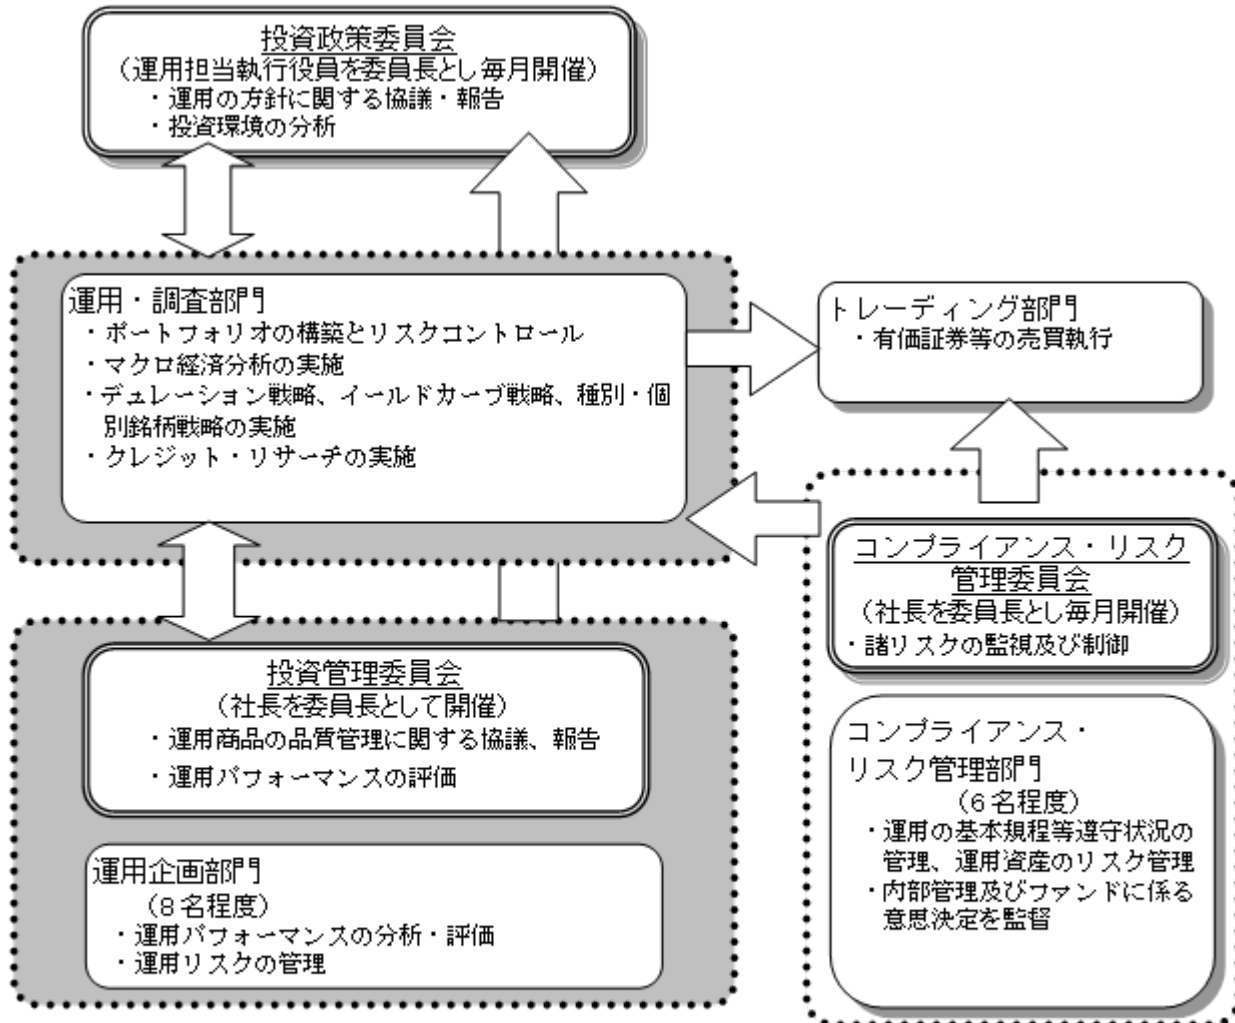 投資政策委員会
(運用担当執行役員を委員長とし毎月開催)
・運用の方針に関する協議・報告
・投資環境の分析
運用・調査部門
・ポートフォリオの構築とリスクコントロール
・マクロ経済分析の実施
・デュレーション戦略、イールドカーブ戦略、種別・個
別銘柄戦略の実施
・クレジット・リサーチの実施
トレーディング部門
・有価証券等の売買執行
コンプライアンス・リスク
管理委員会
(社長を委員長とし毎月開催)
・諸リスクの監視及び制御
投資管理委員会
(社長を委員長として開催)
・運用商品の品質管理に関する協議、報告
・運用パフォーマンスの評価
運用企画部門
(8名程度)
・運用パフォーマンスの分析・評価
・運用リスクの管理
コンプライアンス・
リスク管理部門
(6名程度)
・運用の基本規程等遵守状況の
管理、運用資産のリスク管理
・内部管理及びファンドに係る
意思決定を監督